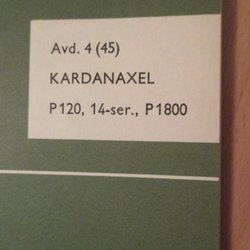 Avd. 4 (45)
KARDANAXEL
P120, 14-ser., P1800